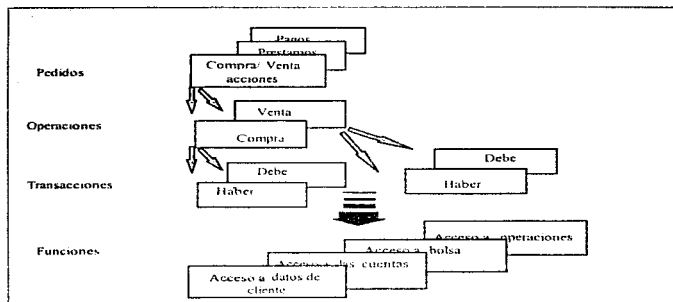 Pagos
Prestamos
Pedidos
Compra/ Venta
acciones
Venta
Operaciones
Compra
Debe
Debe
Transacciones
Haber
Haber
Acceso a operaciones
Acceso a bolsa
Funciones
Acceso a las cuentas
Acceso a datos de
cliente